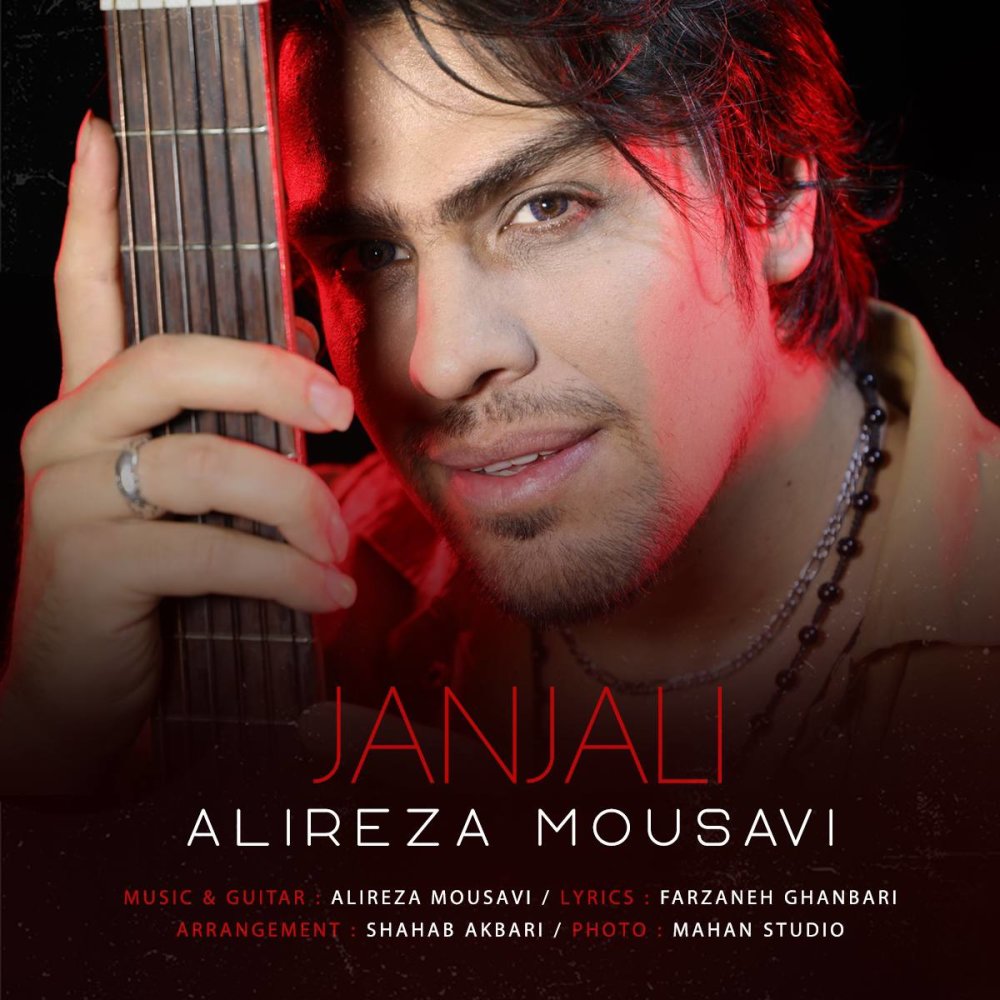 JANJALI
ALIREZA MOUSAVI
MUSIC & GUITAR : ALIREZA MOUSAVI / LYRICS : FARZANEH GHANBARI
ARRANGEMENT : SHAHAB AKBARI / PHOTO : MAHAN STUDIO